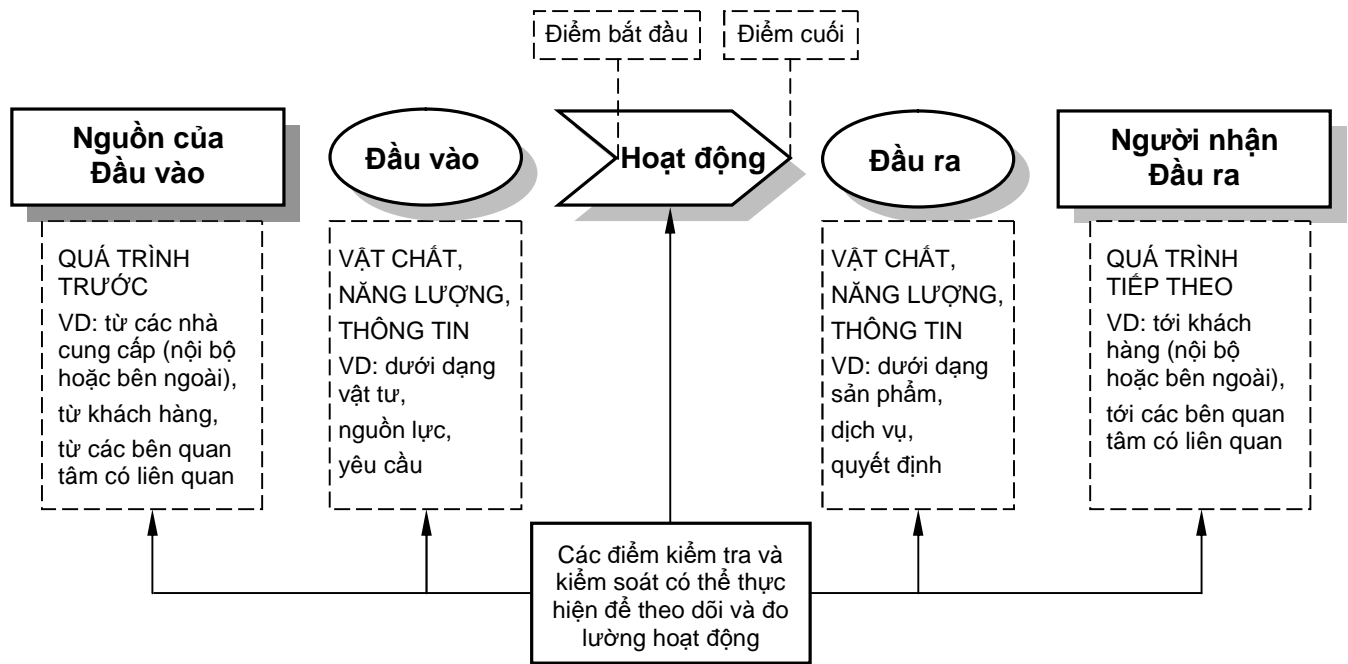 Điểm bắt đầu
Điểm cuối
Nguồn của
Đầu vào
Đầu vào
Hoạt động
Đầu ra
Người nhận
Đầu ra
QUÁ TRÌNH
TRƯỚC
VD: từ các nhà
cung cấp (nội bộ
hoặc bên ngoài),
từ khách hàng,
từ các bên quan
tâm có liên quan
VẬT CHẤT,
NĂNG LƯỢNG,
THÔNG TIN
VD: dưới dạng
vật tư,
nguồn lực,
yêu cầu
VẬT CHẤT,
NĂNG LƯỢNG,
THÔNG TIN
VD: dưới dạng
sản phẩm,
dịch vụ,
quyết định
QUÁ TRÌNH
TIẾP THEO
VD: tới khách
hàng (nội bộ
hoặc bên ngoài),
tới các bên quan
tâm có liên quan
Các điểm kiểm tra và
kiểm soát có thể thực
hiện để theo dõi và đo
lường hoạt động